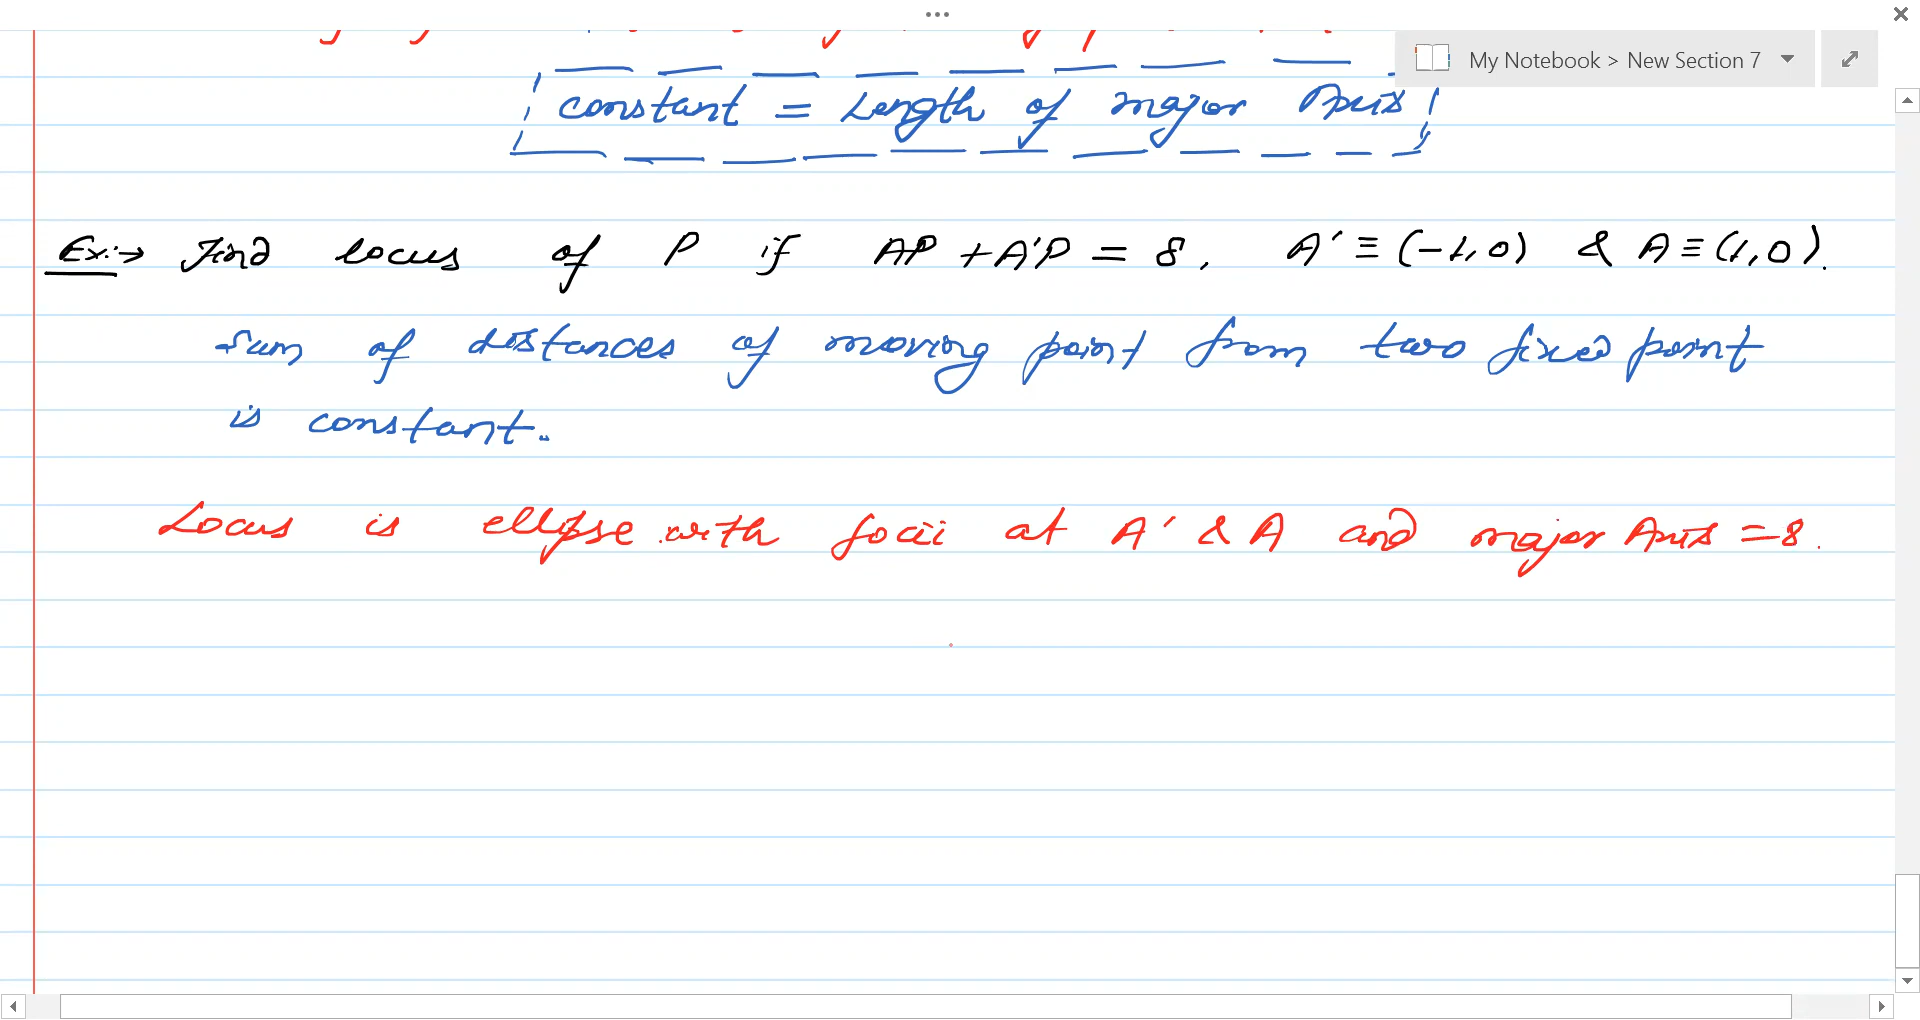 My Notebook > New Section 7
constant = Length of major Axis
Ex:→ Find locus of P if AP + A'P = 8, A' ≡ (-1,0) & A ≡ (1,0).
Sum of distances of moving point from two fixed point
is constant.
Locus is ellipse with focii at A' & A and major Axis = 8.